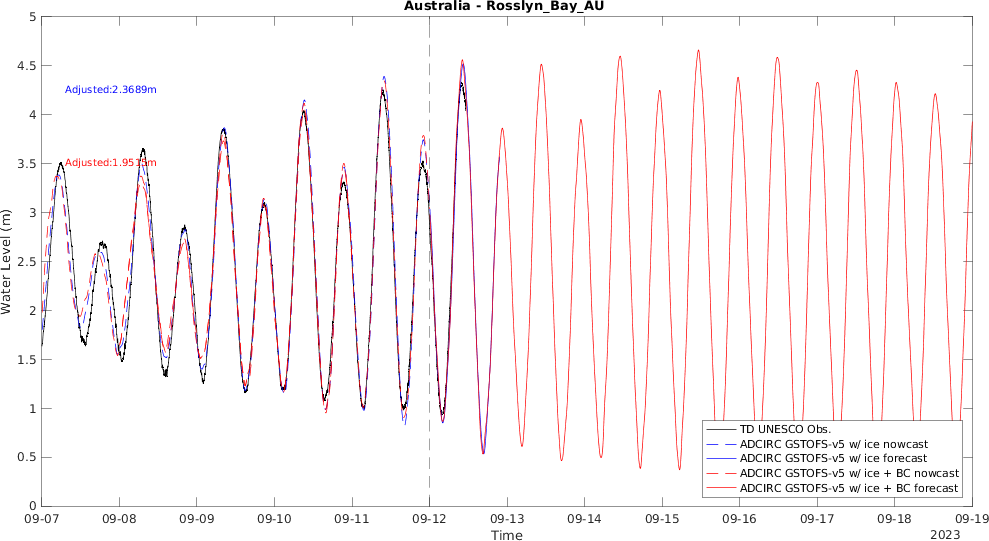 Australia - Rosslyn_Bay_AU
5
4.5
4
3.5
3
2.5
2
1.5
1
0.5
0
Water Level (m)
Adjusted:2.3689m
Adjusted:1.9515m
TD UNESCO Obs.
ADCIRC GSTOFS-v5 w/ ice nowcast
ADCIRC GSTOFS-v5 w/ ice forecast
ADCIRC GSTOFS-v5 w/ ice + BC nowcast
ADCIRC GSTOFS-v5 w/ ice + BC forecast
09-07 09-08 09-09 09-10 09-11 09-12 09-13 09-14 09-15 09-16 09-17 09-18 09-19
Time
2023